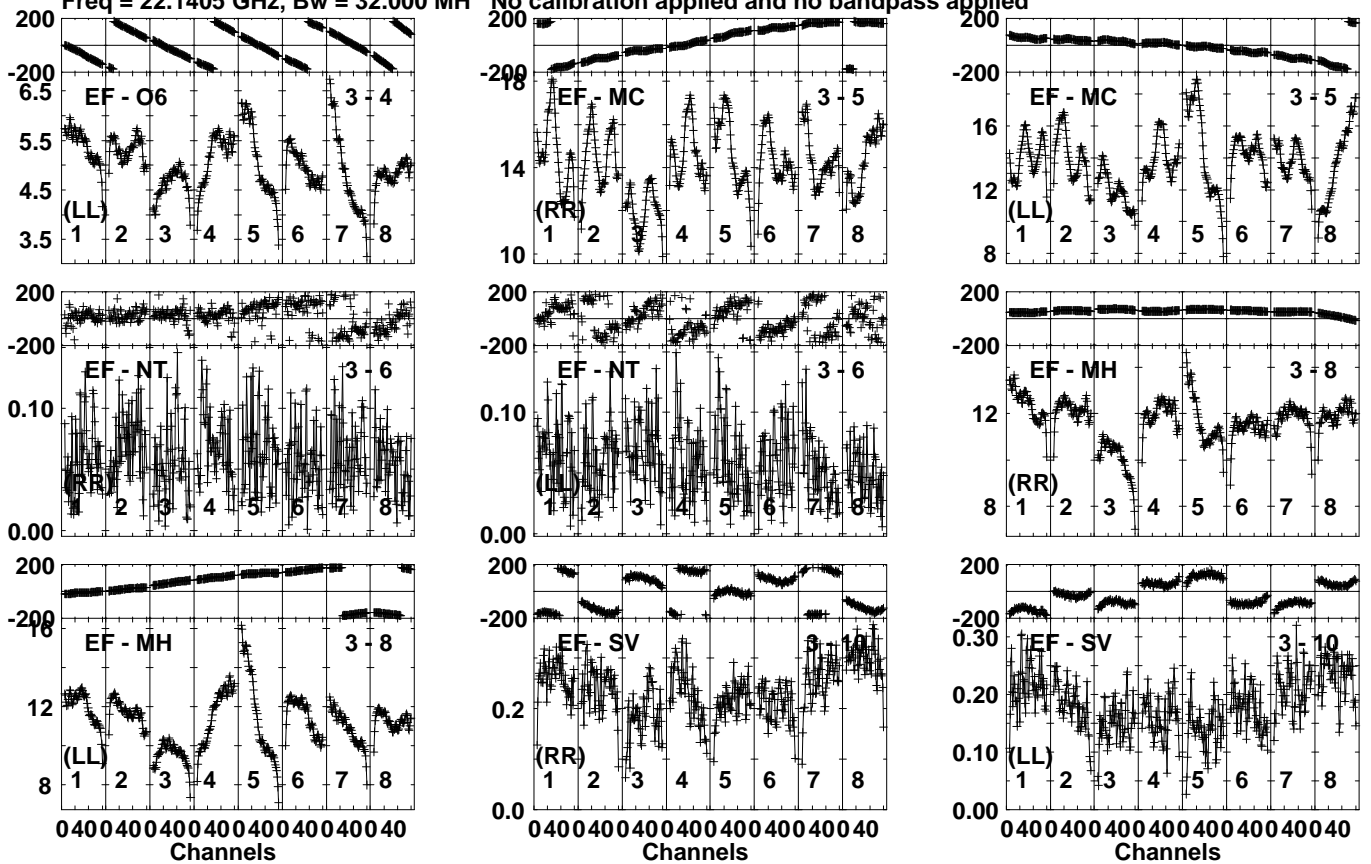 Freq = 22.1405 GHz, Bw = 32.000 MH No calibration applied and no bandpass applied
200
-200
6.5
5.5
4.5
3.5
EF - O6 3 - 4
(LL)
1 2 3 4 5 6 7 8
200
-200
18
14
10
EF - MC 3 - 5
(RR)
1 2 3 4 5 6 7 8
200
-200
16
12
8
EF - MC 3 - 5
(LL)
1 2 3 4 5 6 7 8
200
-200
0.10
0.00
EF - NT 3 - 6
(RR)
1 2 3 4 5 6 7 8
200
-200
0.10
0.00
EF - NT 3 - 6
(LL)
1 2 3 4 5 6 7 8
200
-200
12
8
EF - MH 3 - 8
(RR)
1 2 3 4 5 6 7 8
200
-200
16
12
8
EF - MH 3 - 8
(LL)
1 2 3 4 5 6 7 8
0 40 0 40 0 40 0 40 0 40 0 40 0 40 0 40
Channels
200
-200
0.2
0.0
EF - SV 3 - 10
(RR)
1 2 3 4 5 6 7 8
0 40 0 40 0 40 0 40 0 40 0 40 0 40 0 40
Channels
200
-200
0.30
0.20
0.10
0.00
EF - SV 3 - 10
(LL)
1 2 3 4 5 6 7 8
0 40 0 40 0 40 0 40 0 40 0 40 0 40 0 40
Channels